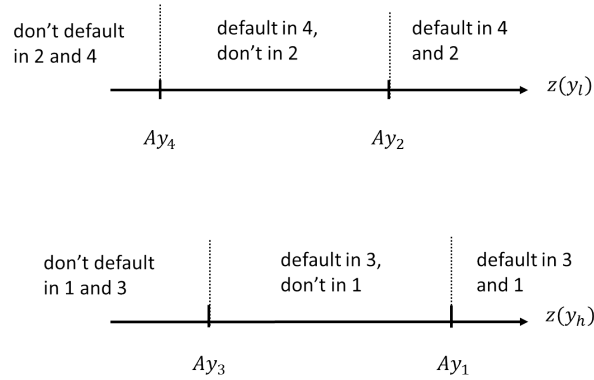 don't default
in 2 and 4
default in 4,
don't in 2
default in 4
and 2
z(y_l)
Ay_4
Ay_2
don't default
in 1 and 3
default in 3,
don't in 1
default in 3
and 1
z(y_h)
Ay_3
Ay_1